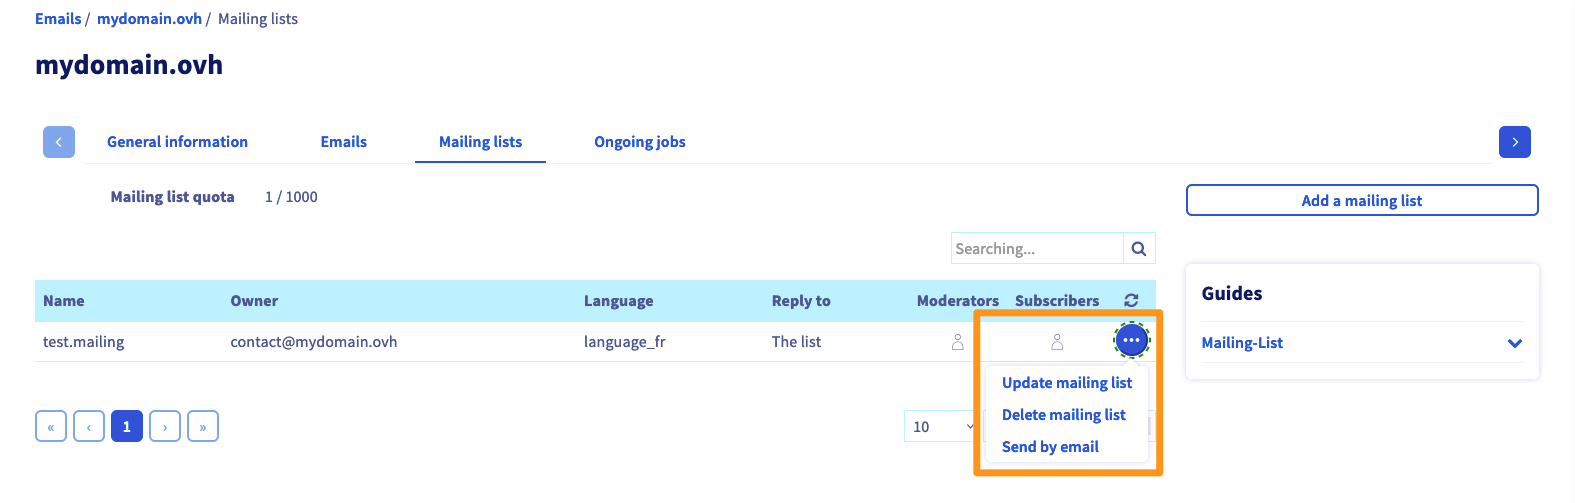 Emails / mydomain.ovh / Mailing lists
mydomain.ovh
General information Emails Mailing lists Ongoing jobs
Mailing list quota 1 / 1000
Add a mailing list
Searching...
Name Owner Language Reply to Moderators Subscribers
test.mailing contact@mydomain.ovh language_fr The list
Update mailing list
Delete mailing list
Send by email
« ‹ 1 › »
10
Guides
Mailing-List